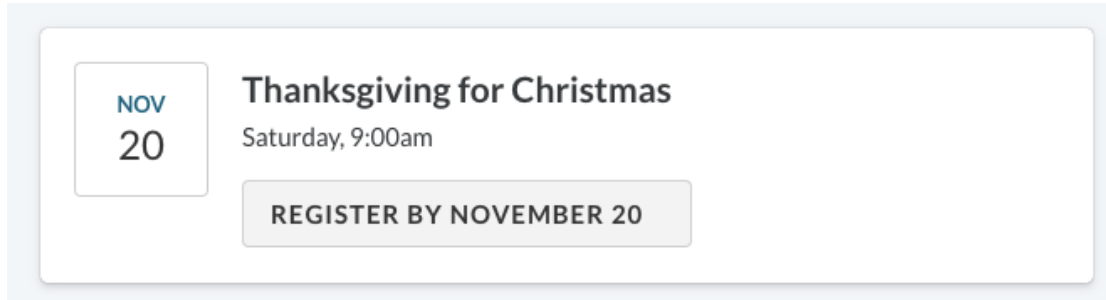 NOV
20
Thanksgiving for Christmas
Saturday, 9:00am
REGISTER BY NOVEMBER 20